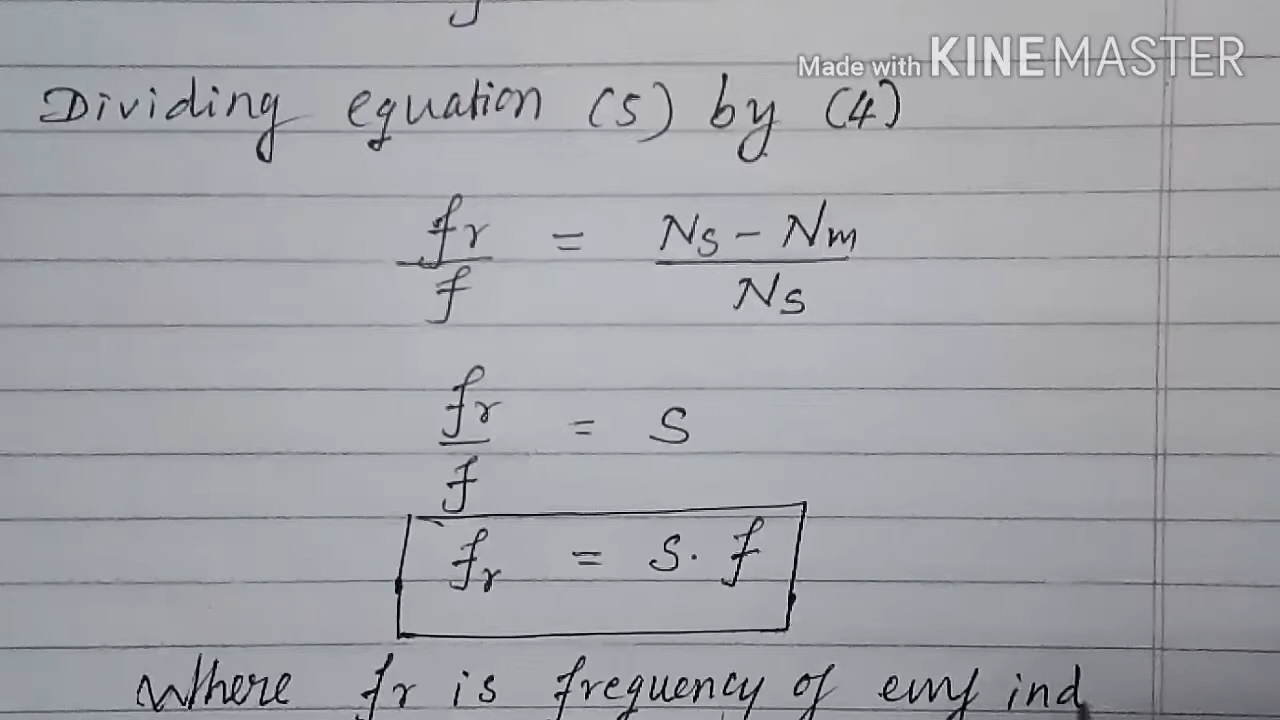 Made with KINEMASTER
Dividing equation (5) by (4)
fr/f = Ns - Nm/Ns
fr/f = S
fr = S. f
Where fr is frequency of emf ind